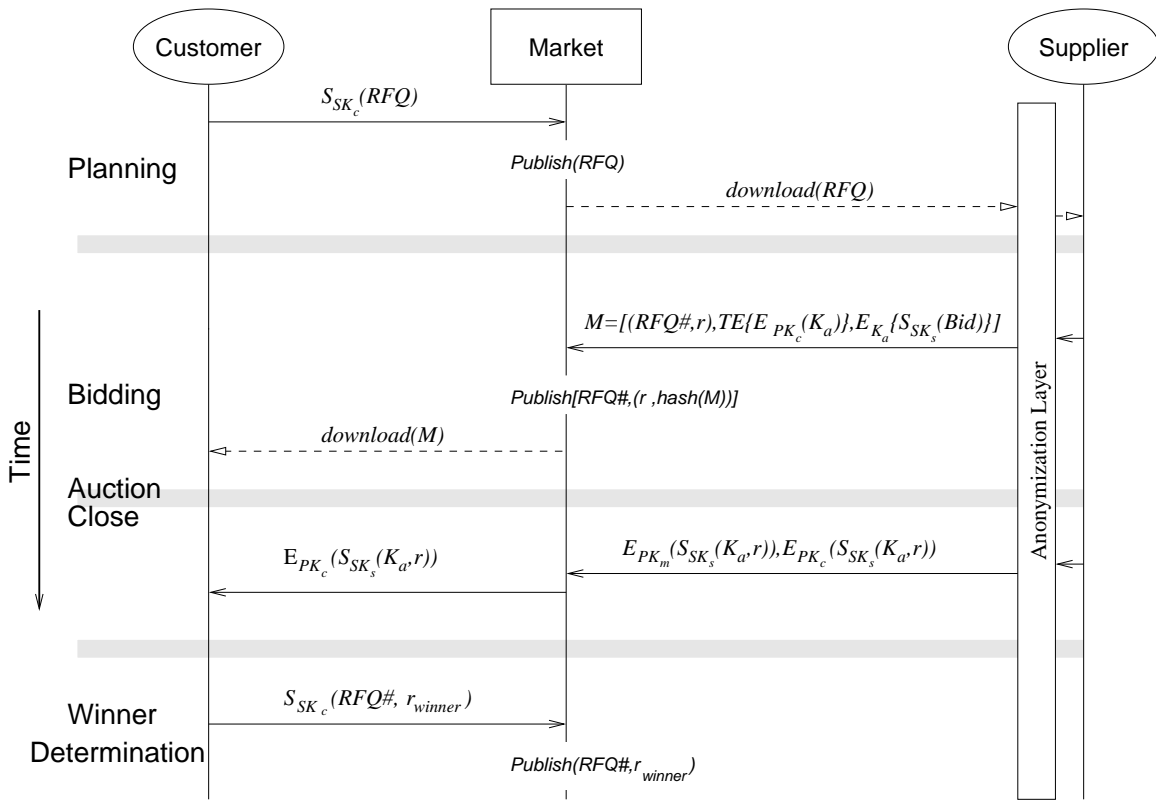 Customer
Market
Supplier
S_{SK_c}(RFQ)
Planning
Publish(RFQ)
download(RFQ)
M=[(RFQ#,r),TE{E_{PK_c}(K_a)},E_{K_a}{S_{SK_s}(Bid)}]
Bidding
Publish[RFQ#,(r ,hash(M))]
download(M)
Time
Anonymization Layer
Auction
Close
E_{PK_c}(S_{SK_s}(K_a,r))
E_{PK_m}(S_{SK_s}(K_a,r)),E_{PK_c}(S_{SK_s}(K_a,r))
S_{SK_c}(RFQ#, r_{winner})
Winner
Determination
Publish(RFQ#,r_{winner})